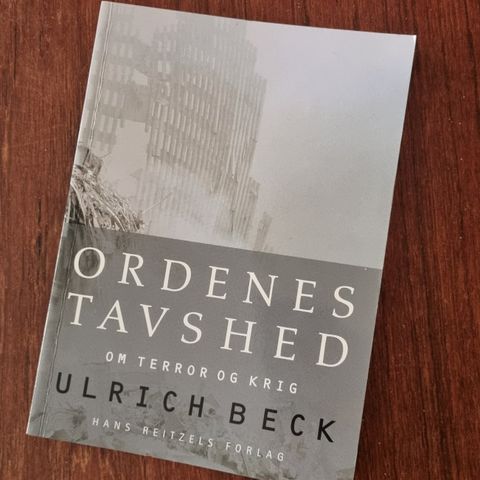 ORDENES
TAVSHED
OM TERROR OG KRIG
ULRICH BECK
HANS REITZELS FORLAG